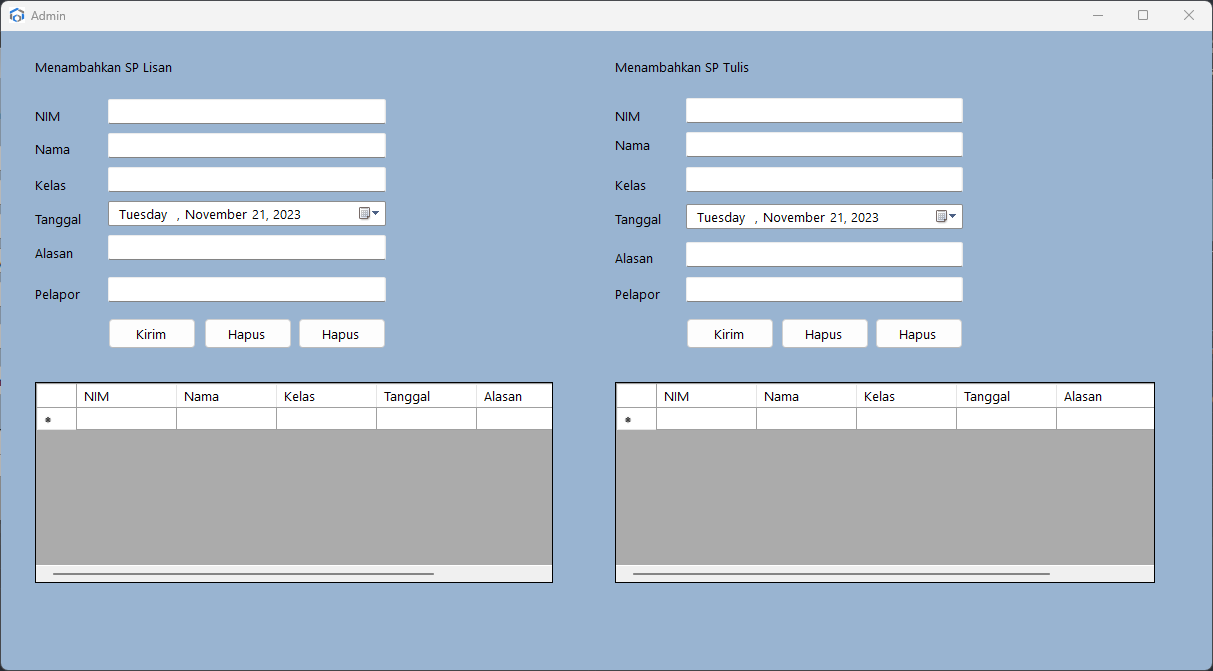 Admin
Menambahkan SP Lisan
NIM
Nama
Kelas
Tanggal Tuesday , November 21, 2023
Alasan
Pelapor
Kirim Hapus Hapus
NIM Nama Kelas Tanggal Alasan
Menambahkan SP Tulis
NIM
Nama
Kelas
Tanggal Tuesday , November 21, 2023
Alasan
Pelapor
Kirim Hapus Hapus
NIM Nama Kelas Tanggal Alasan